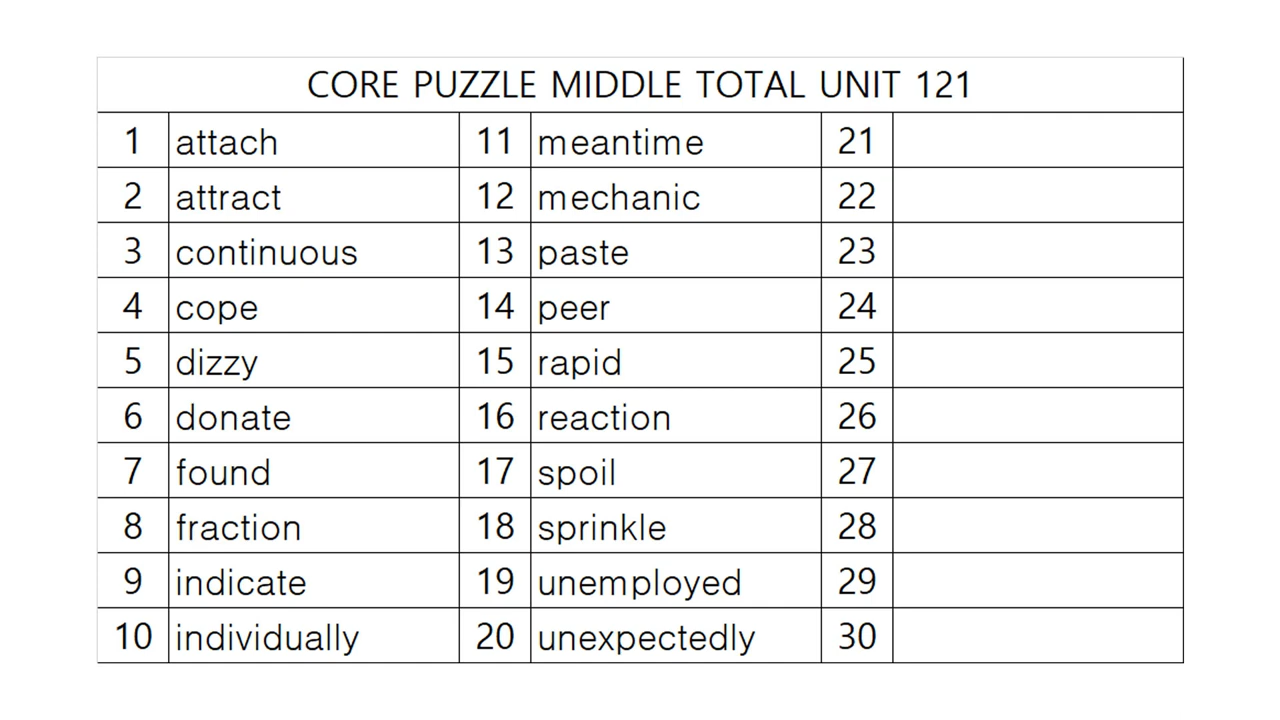 CORE PUZZLE MIDDLE TOTAL UNIT 121
1 attach 11 meantime 21
2 attract 12 mechanic 22
3 continuous 13 paste 23
4 cope 14 peer 24
5 dizzy 15 rapid 25
6 donate 16 reaction 26
7 found 17 spoil 27
8 fraction 18 sprinkle 28
9 indicate 19 unemployed 29
10 individually 20 unexpectedly 30